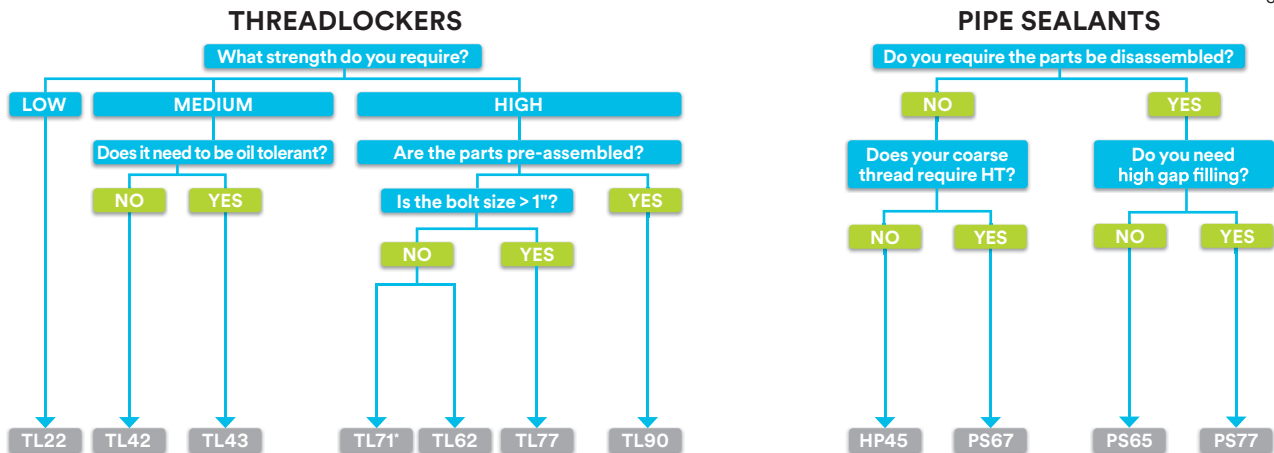 THREADLOCKERS
What strength do you require?
LOW
MEDIUM
HIGH
Does it need to be oil tolerant?
Are the parts pre-assembled?
NO
YES
Is the bolt size > 1"?
YES
NO
YES
TL22
TL42
TL43
TL71*
TL62
TL77
TL90
PIPE SEALANTS
Do you require the parts be disassembled?
NO
YES
Does your coarse
thread require HT?
Do you need
high gap filling?
NO
YES
NO
YES
HP45
PS67
PS65
PS77